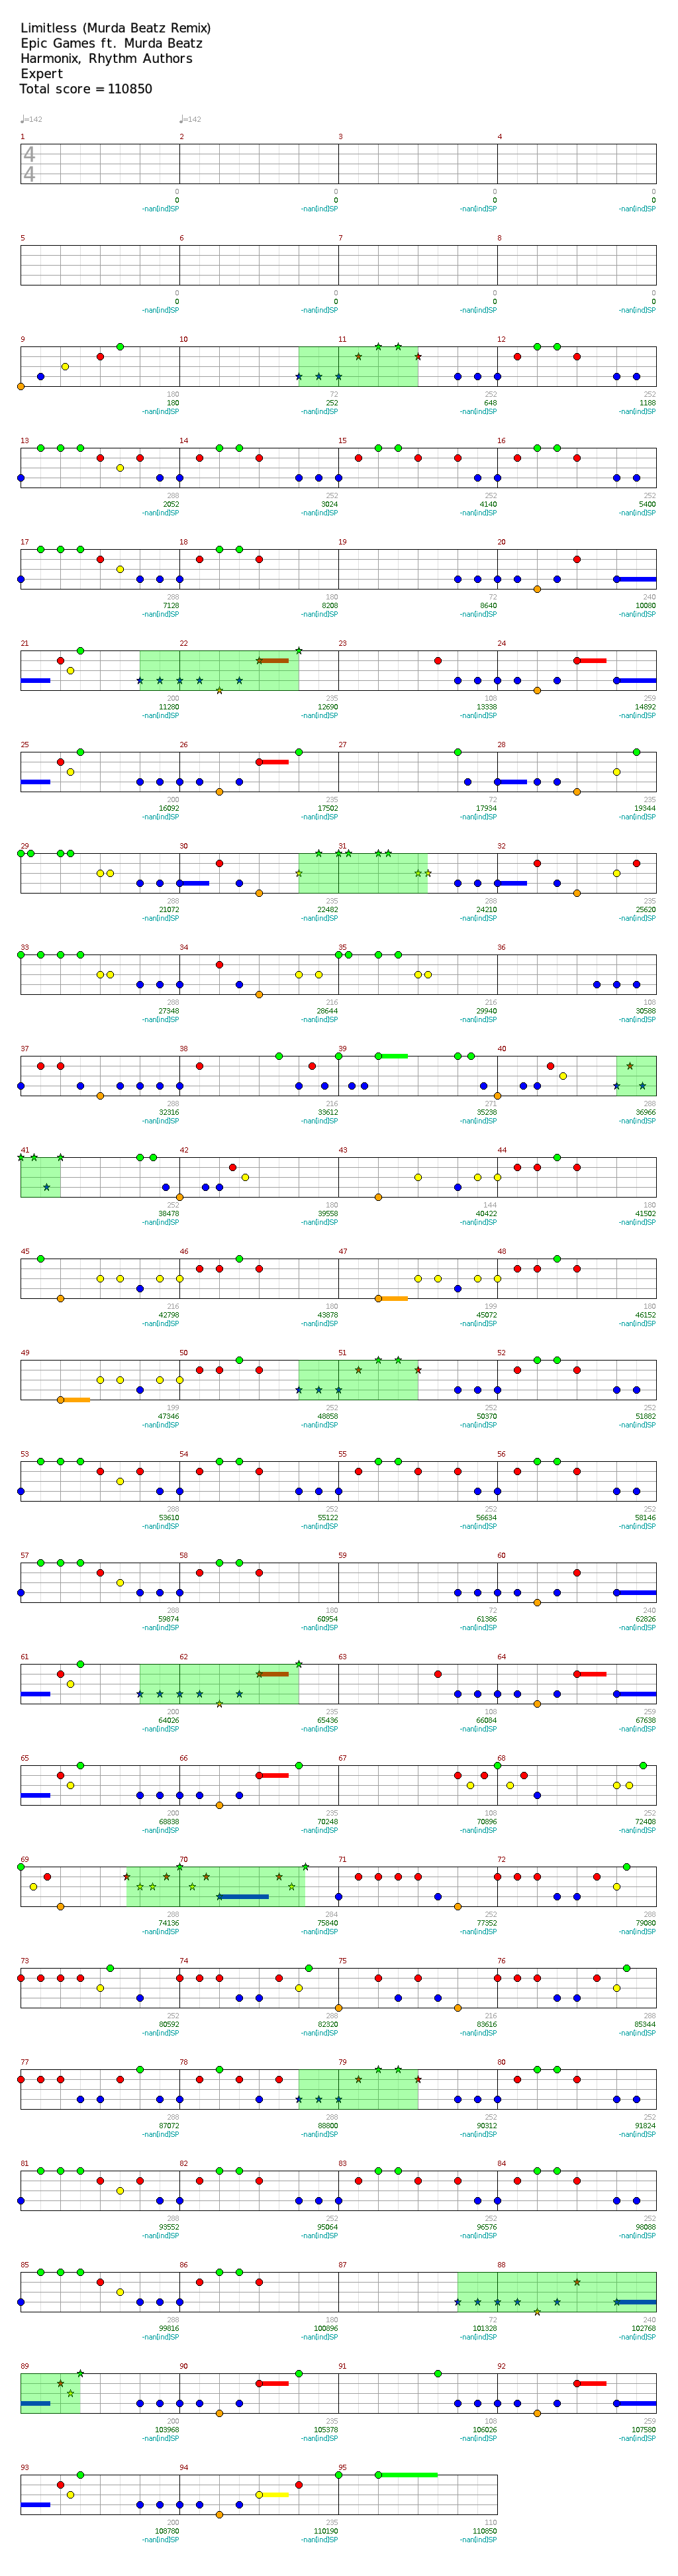 Limitless (Murda Beatz Remix)
Epic Games ft. Murda Beatz
Harmonix, Rhythm Authors
Expert
Total score = 110850
♩=142 ♩=142
1 2 3 4
4
4
0 0 0 0
0 0 0 0
-nan(ind)SP -nan(ind)SP -nan(ind)SP -nan(ind)SP
5 6 7 8
0 0 0 0
0 0 0 0
-nan(ind)SP -nan(ind)SP -nan(ind)SP -nan(ind)SP
9 10 11 12
180 72 252 252
180 252 648 1188
-nan(ind)SP -nan(ind)SP -nan(ind)SP -nan(ind)SP
13 14 15 16
288 252 252 252
2052 3024 4140 5400
-nan(ind)SP -nan(ind)SP -nan(ind)SP -nan(ind)SP
17 18 19 20
288 180 72 240
7128 8208 8640 10080
-nan(ind)SP -nan(ind)SP -nan(ind)SP -nan(ind)SP
21 22 23 24
200 235 108 259
11280 12690 13338 14892
-nan(ind)SP -nan(ind)SP -nan(ind)SP -nan(ind)SP
25 26 27 28
200 235 72 235
16092 17502 17934 19344
-nan(ind)SP -nan(ind)SP -nan(ind)SP -nan(ind)SP
29 30 31 32
288 235 288 235
21072 22482 24210 25620
-nan(ind)SP -nan(ind)SP -nan(ind)SP -nan(ind)SP
33 34 35 36
288 216 216 108
27348 28644 29940 30588
-nan(ind)SP -nan(ind)SP -nan(ind)SP -nan(ind)SP
37 38 39 40
288 216 271 288
32316 33612 35238 36966
-nan(ind)SP -nan(ind)SP -nan(ind)SP -nan(ind)SP
41 42 43 44
252 180 144 180
38478 39558 40422 41502
-nan(ind)SP -nan(ind)SP -nan(ind)SP -nan(ind)SP
45 46 47 48
216 180 199 180
42798 43878 45072 46152
-nan(ind)SP -nan(ind)SP -nan(ind)SP -nan(ind)SP
49 50 51 52
199 252 252 252
47346 48858 50370 51882
-nan(ind)SP -nan(ind)SP -nan(ind)SP -nan(ind)SP
53 54 55 56
288 252 252 252
53610 55122 56634 58146
-nan(ind)SP -nan(ind)SP -nan(ind)SP -nan(ind)SP
57 58 59 60
288 180 72 240
59874 60954 61386 62826
-nan(ind)SP -nan(ind)SP -nan(ind)SP -nan(ind)SP
61 62 63 64
200 235 108 259
64026 65436 66084 67638
-nan(ind)SP -nan(ind)SP -nan(ind)SP -nan(ind)SP
65 66 67 68
200 235 108 252
68838 70248 70896 72408
-nan(ind)SP -nan(ind)SP -nan(ind)SP -nan(ind)SP
69 70 71 72
288 284 252 288
74136 75840 77352 79080
-nan(ind)SP -nan(ind)SP -nan(ind)SP -nan(ind)SP
73 74 75 76
252 288 216 288
80592 82320 83616 85344
-nan(ind)SP -nan(ind)SP -nan(ind)SP -nan(ind)SP
77 78 79 80
288 288 252 252
87072 88800 90312 91824
-nan(ind)SP -nan(ind)SP -nan(ind)SP -nan(ind)SP
81 82 83 84
288 252 252 252
93552 95064 96576 98088
-nan(ind)SP -nan(ind)SP -nan(ind)SP -nan(ind)SP
85 86 87 88
288 180 72 240
99816 100896 101328 102768
-nan(ind)SP -nan(ind)SP -nan(ind)SP -nan(ind)SP
89 90 91 92
200 235 108 259
103968 105378 106026 107580
-nan(ind)SP -nan(ind)SP -nan(ind)SP -nan(ind)SP
93 94 95
200 235 110
108780 110190 110850
-nan(ind)SP -nan(ind)SP -nan(ind)SP